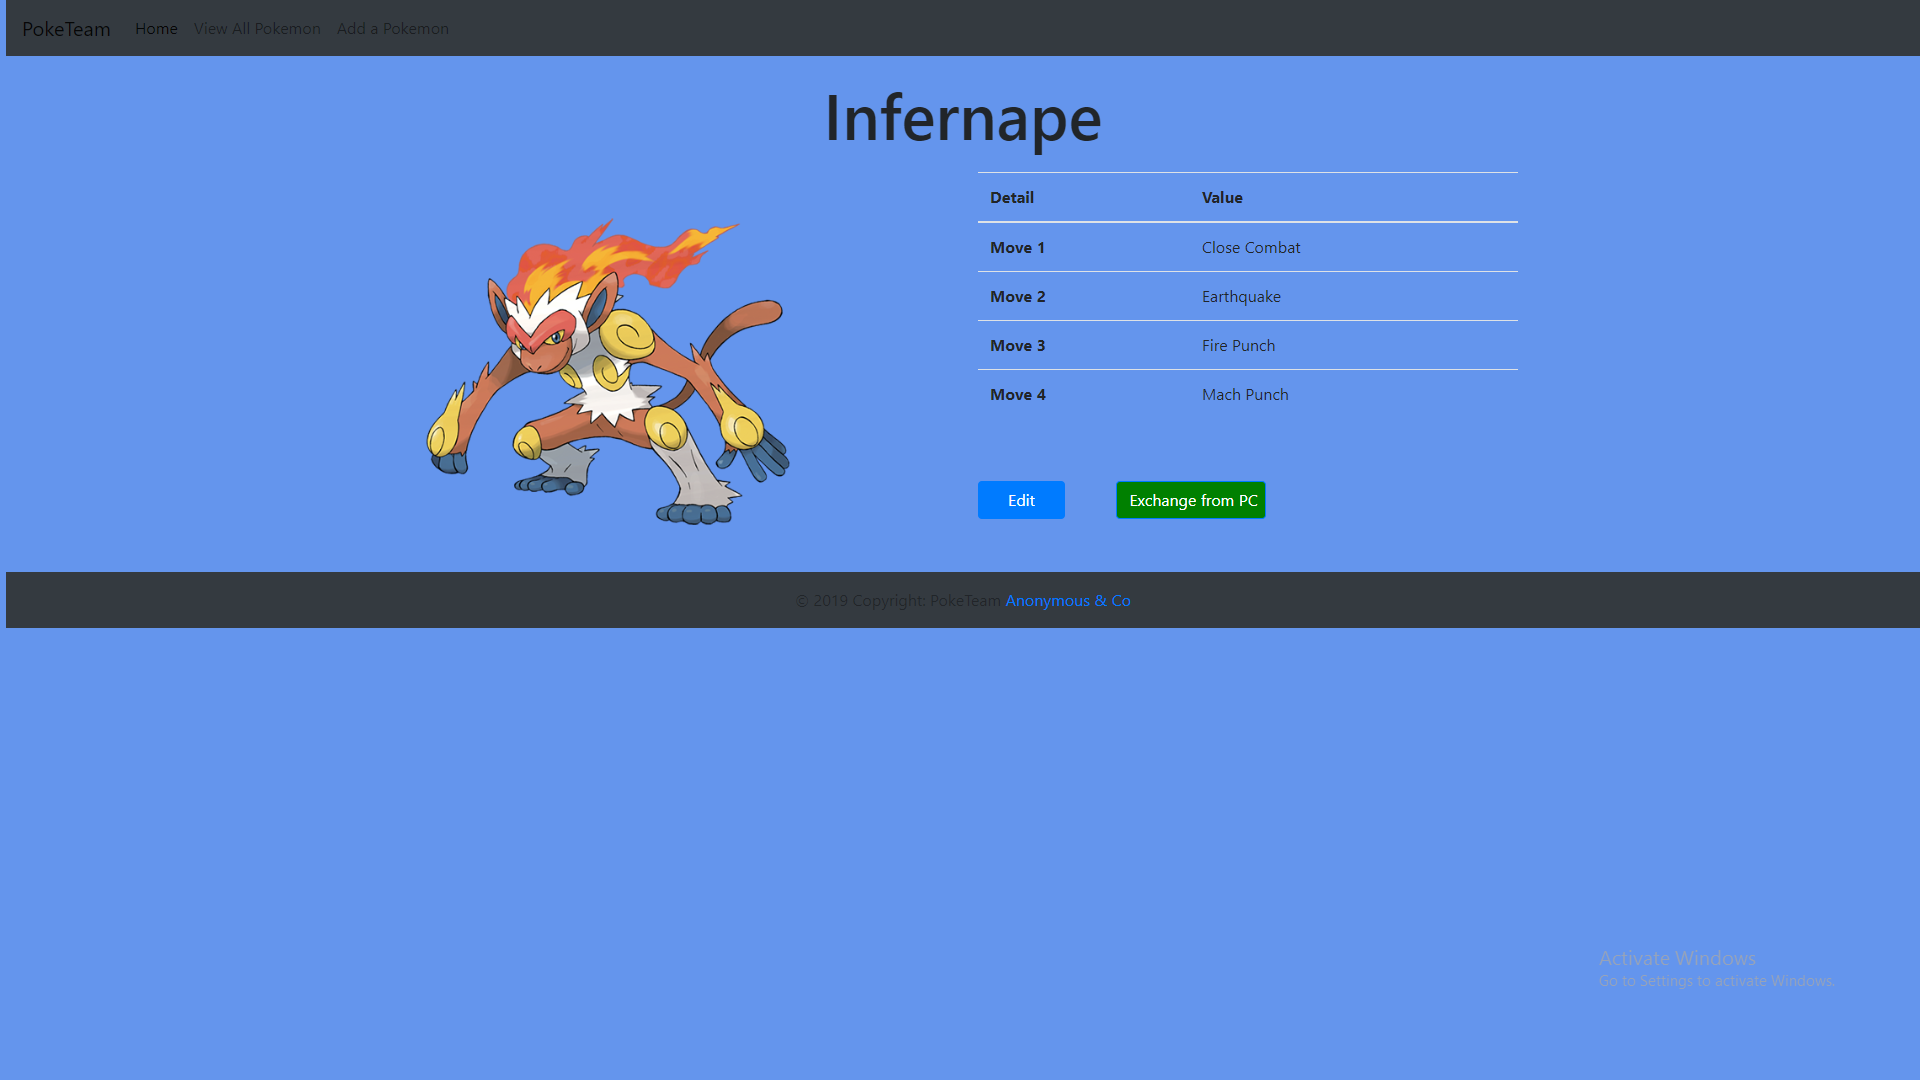 PokeTeam Home View All Pokemon Add a Pokemon
Infernape
Detail Value
Move 1 Close Combat
Move 2 Earthquake
Move 3 Fire Punch
Move 4 Mach Punch
Edit Exchange from PC
© 2019 Copyright: PokeTeam Anonymous & Co
Activate Windows
Go to Settings to activate Windows.